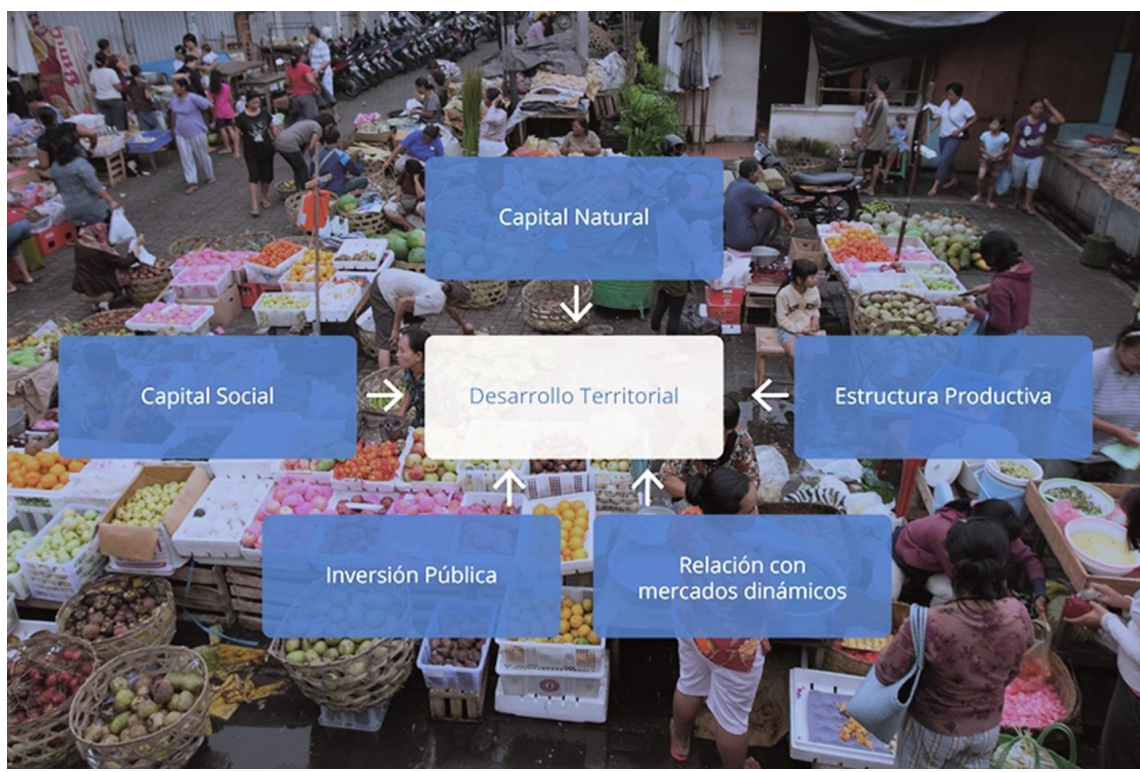 Capital Natural
Capital Social
Desarrollo Territorial
Estructura Productiva
Inversión Pública
Relación con
mercados dinámicos